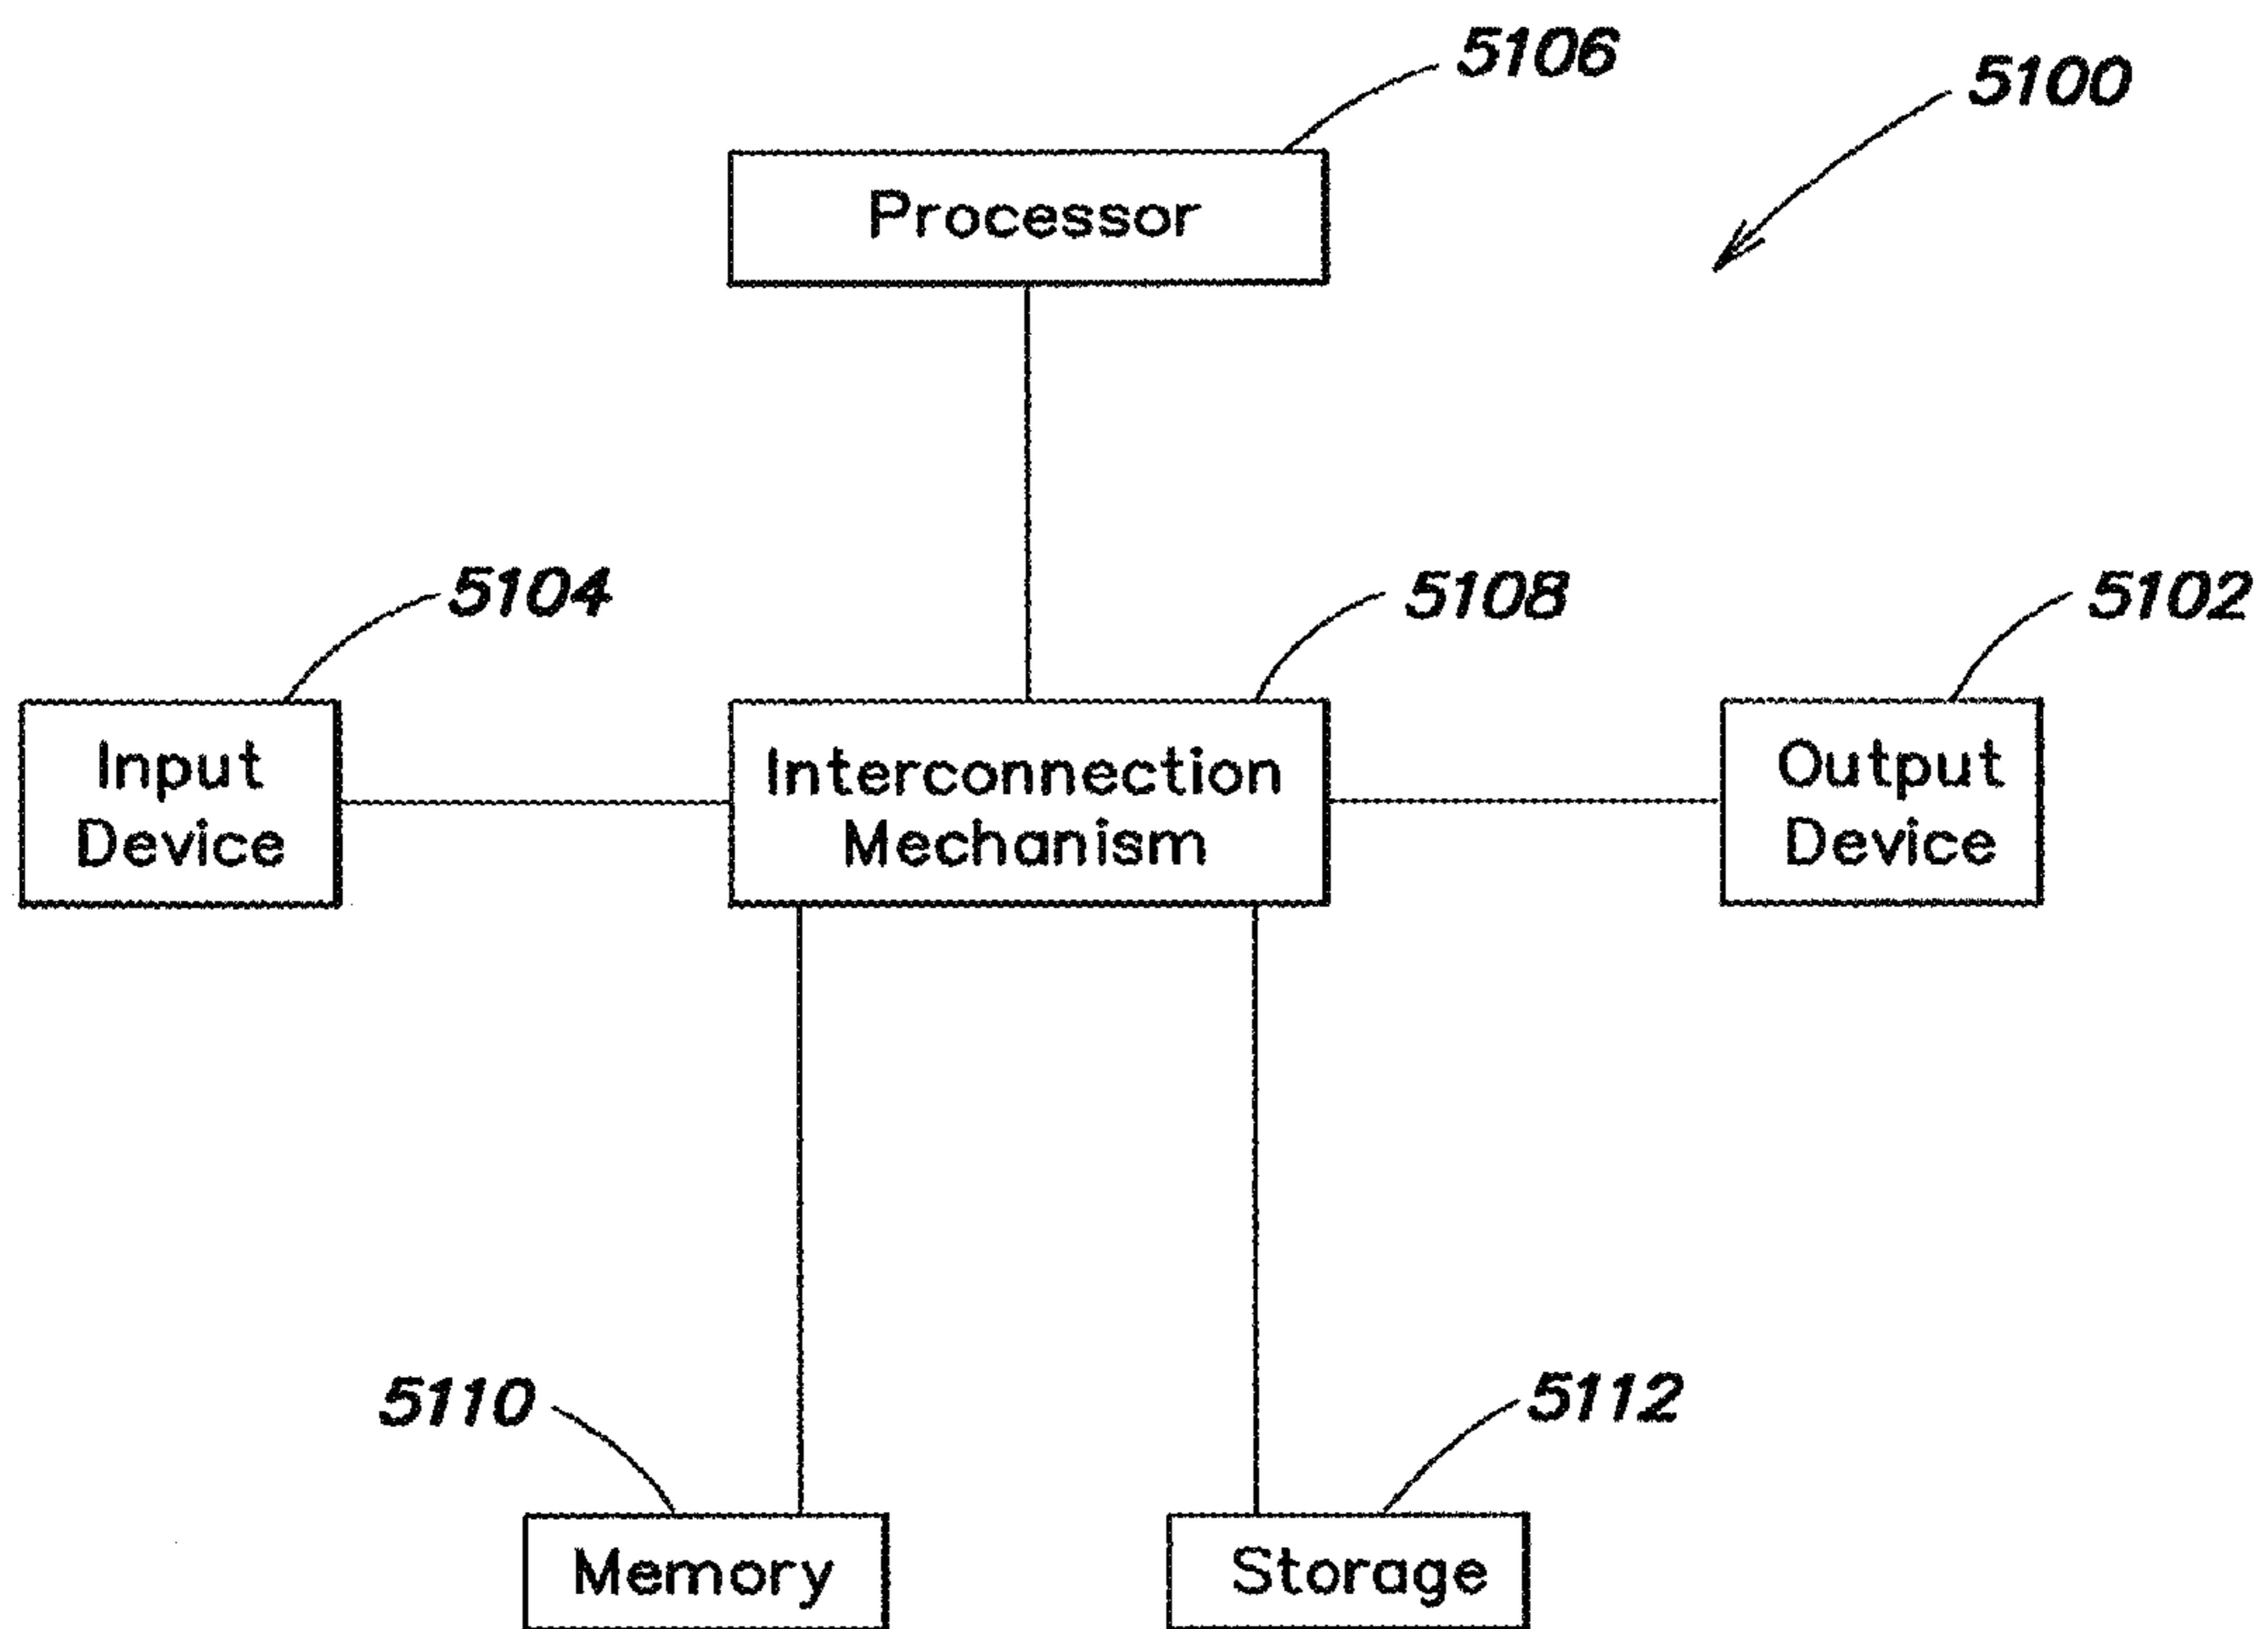 5106
5100
Processor
5104
5108
5102
Input
Device
Interconnection
Mechanism
Output
Device
5110
5112
Memory
Storage